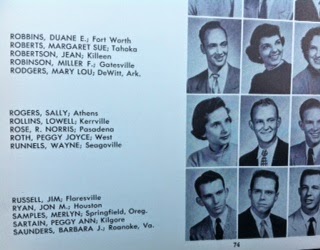 ROBBINS, DUANE E.; Fort Worth
ROBERTS, MARGARET SUE; Tahoka
ROBERTSON, JEAN; Killeen
ROBINSON, MILLER F.; Gatesville
RODGERS, MARY LOU; DeWitt, Ark.
ROGERS, SALLY; Athens
ROLLINS, LOWELL; Kerrville
ROSE, R. NORRIS; Pasadena
ROTH, PEGGY JOYCE; West
RUNNELS, WAYNE; Seagoville
RUSSELL, JIM; Floresville
RYAN, JON M.; Houston
SAMPLES, MERLYN; Springfield, Oreg.
SARTAIN, PEGGY ANN; Kilgore
SAUNDERS, BARBARA J.; Roanoke, Va.
74